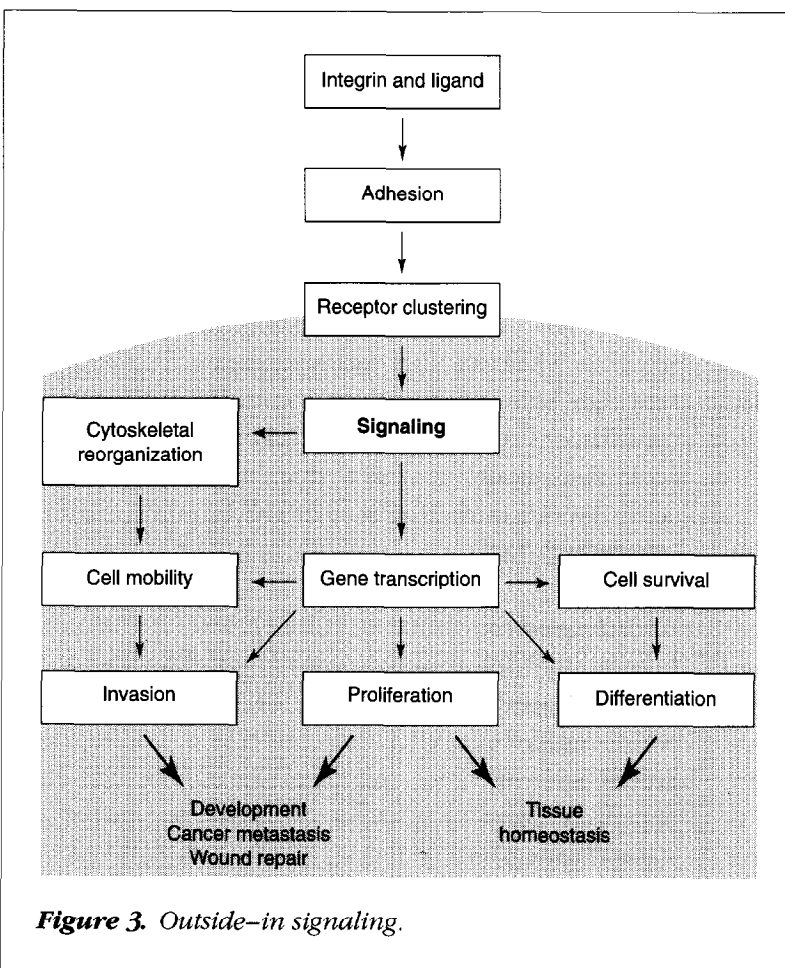 Integrin and ligand
Adhesion
Receptor clustering
Cytoskeletal
reorganization
Signaling
Cell mobility
Gene transcription
Cell survival
Invasion
Proliferation
Differentiation
Development
Cancer metastasis
Wound repair
Tissue
homeostasis
Figure 3. Outside–in signaling.